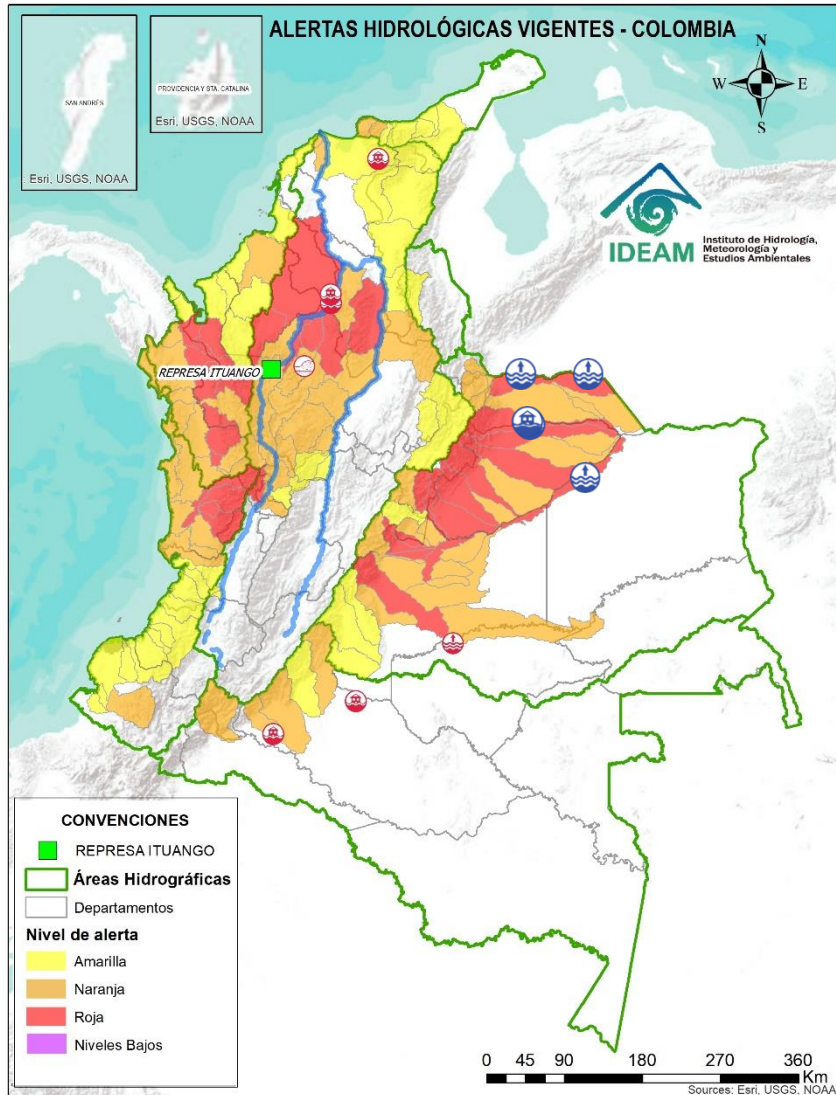 ALERTAS HIDROLÓGICAS VIGENTES - COLOMBIA
SAN ANDRÉS
Esri, USGS, NOAA
PROVIDENCIA Y STA. CATALINA
Esri, USGS, NOAA
N
W
E
S
IDEAM
Instituto de Hidrología,
Meteorología y
Estudios Ambientales
REPRESA ITUANGO
CONVENCIONES
REPRESA ITUANGO
Áreas Hidrográficas
Departamentos
Nivel de alerta
Amarilla
Naranja
Roja
Niveles Bajos
0 45 90 180 270 360
Km
Sources: Esri, USGS, NOAA